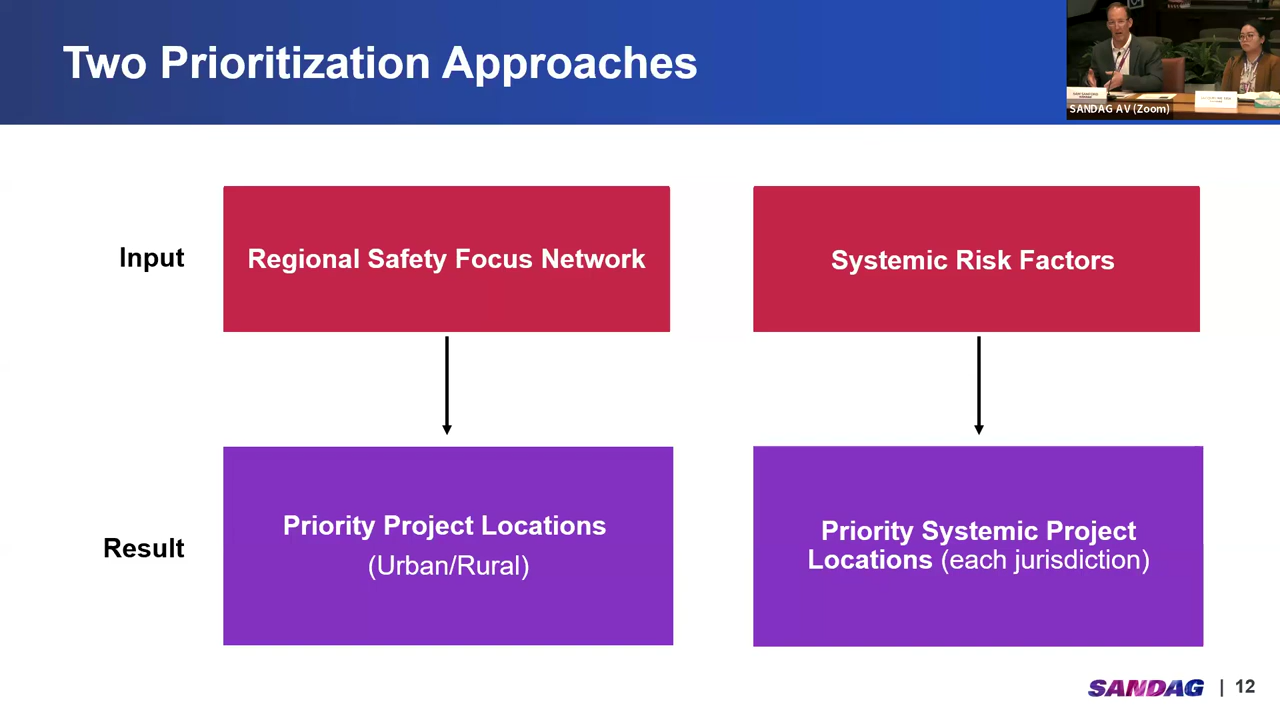 Two Prioritization Approaches
SANDAG AV (Zoom)
Input
Regional Safety Focus Network
Systemic Risk Factors
Result
Priority Project Locations
(Urban/Rural)
Priority Systemic Project
Locations (each jurisdiction)
SANDAG | 12